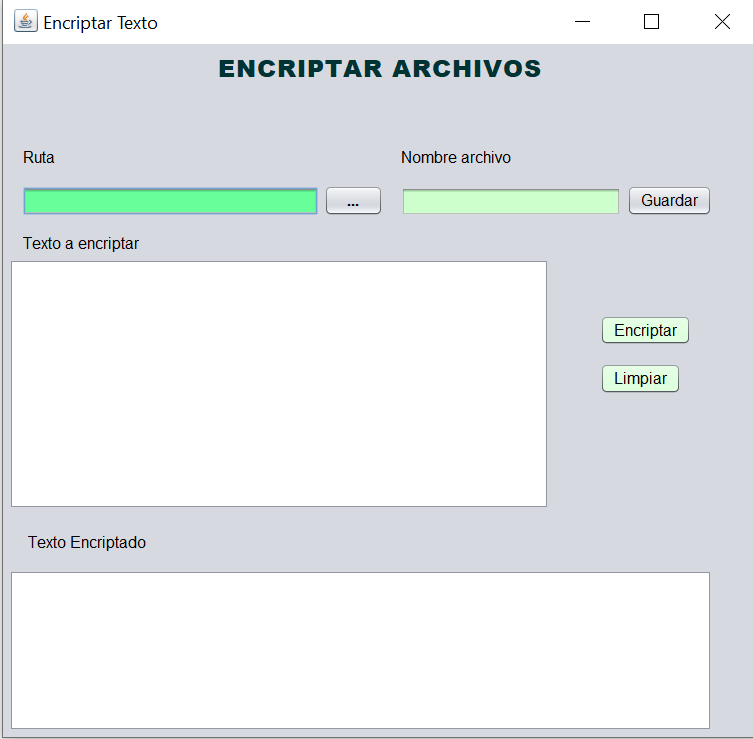 Encriptar Texto
ENCRIPTAR ARCHIVOS
Ruta
Nombre archivo
...
Guardar
Texto a encriptar
Encriptar
Limpiar
Texto Encriptado